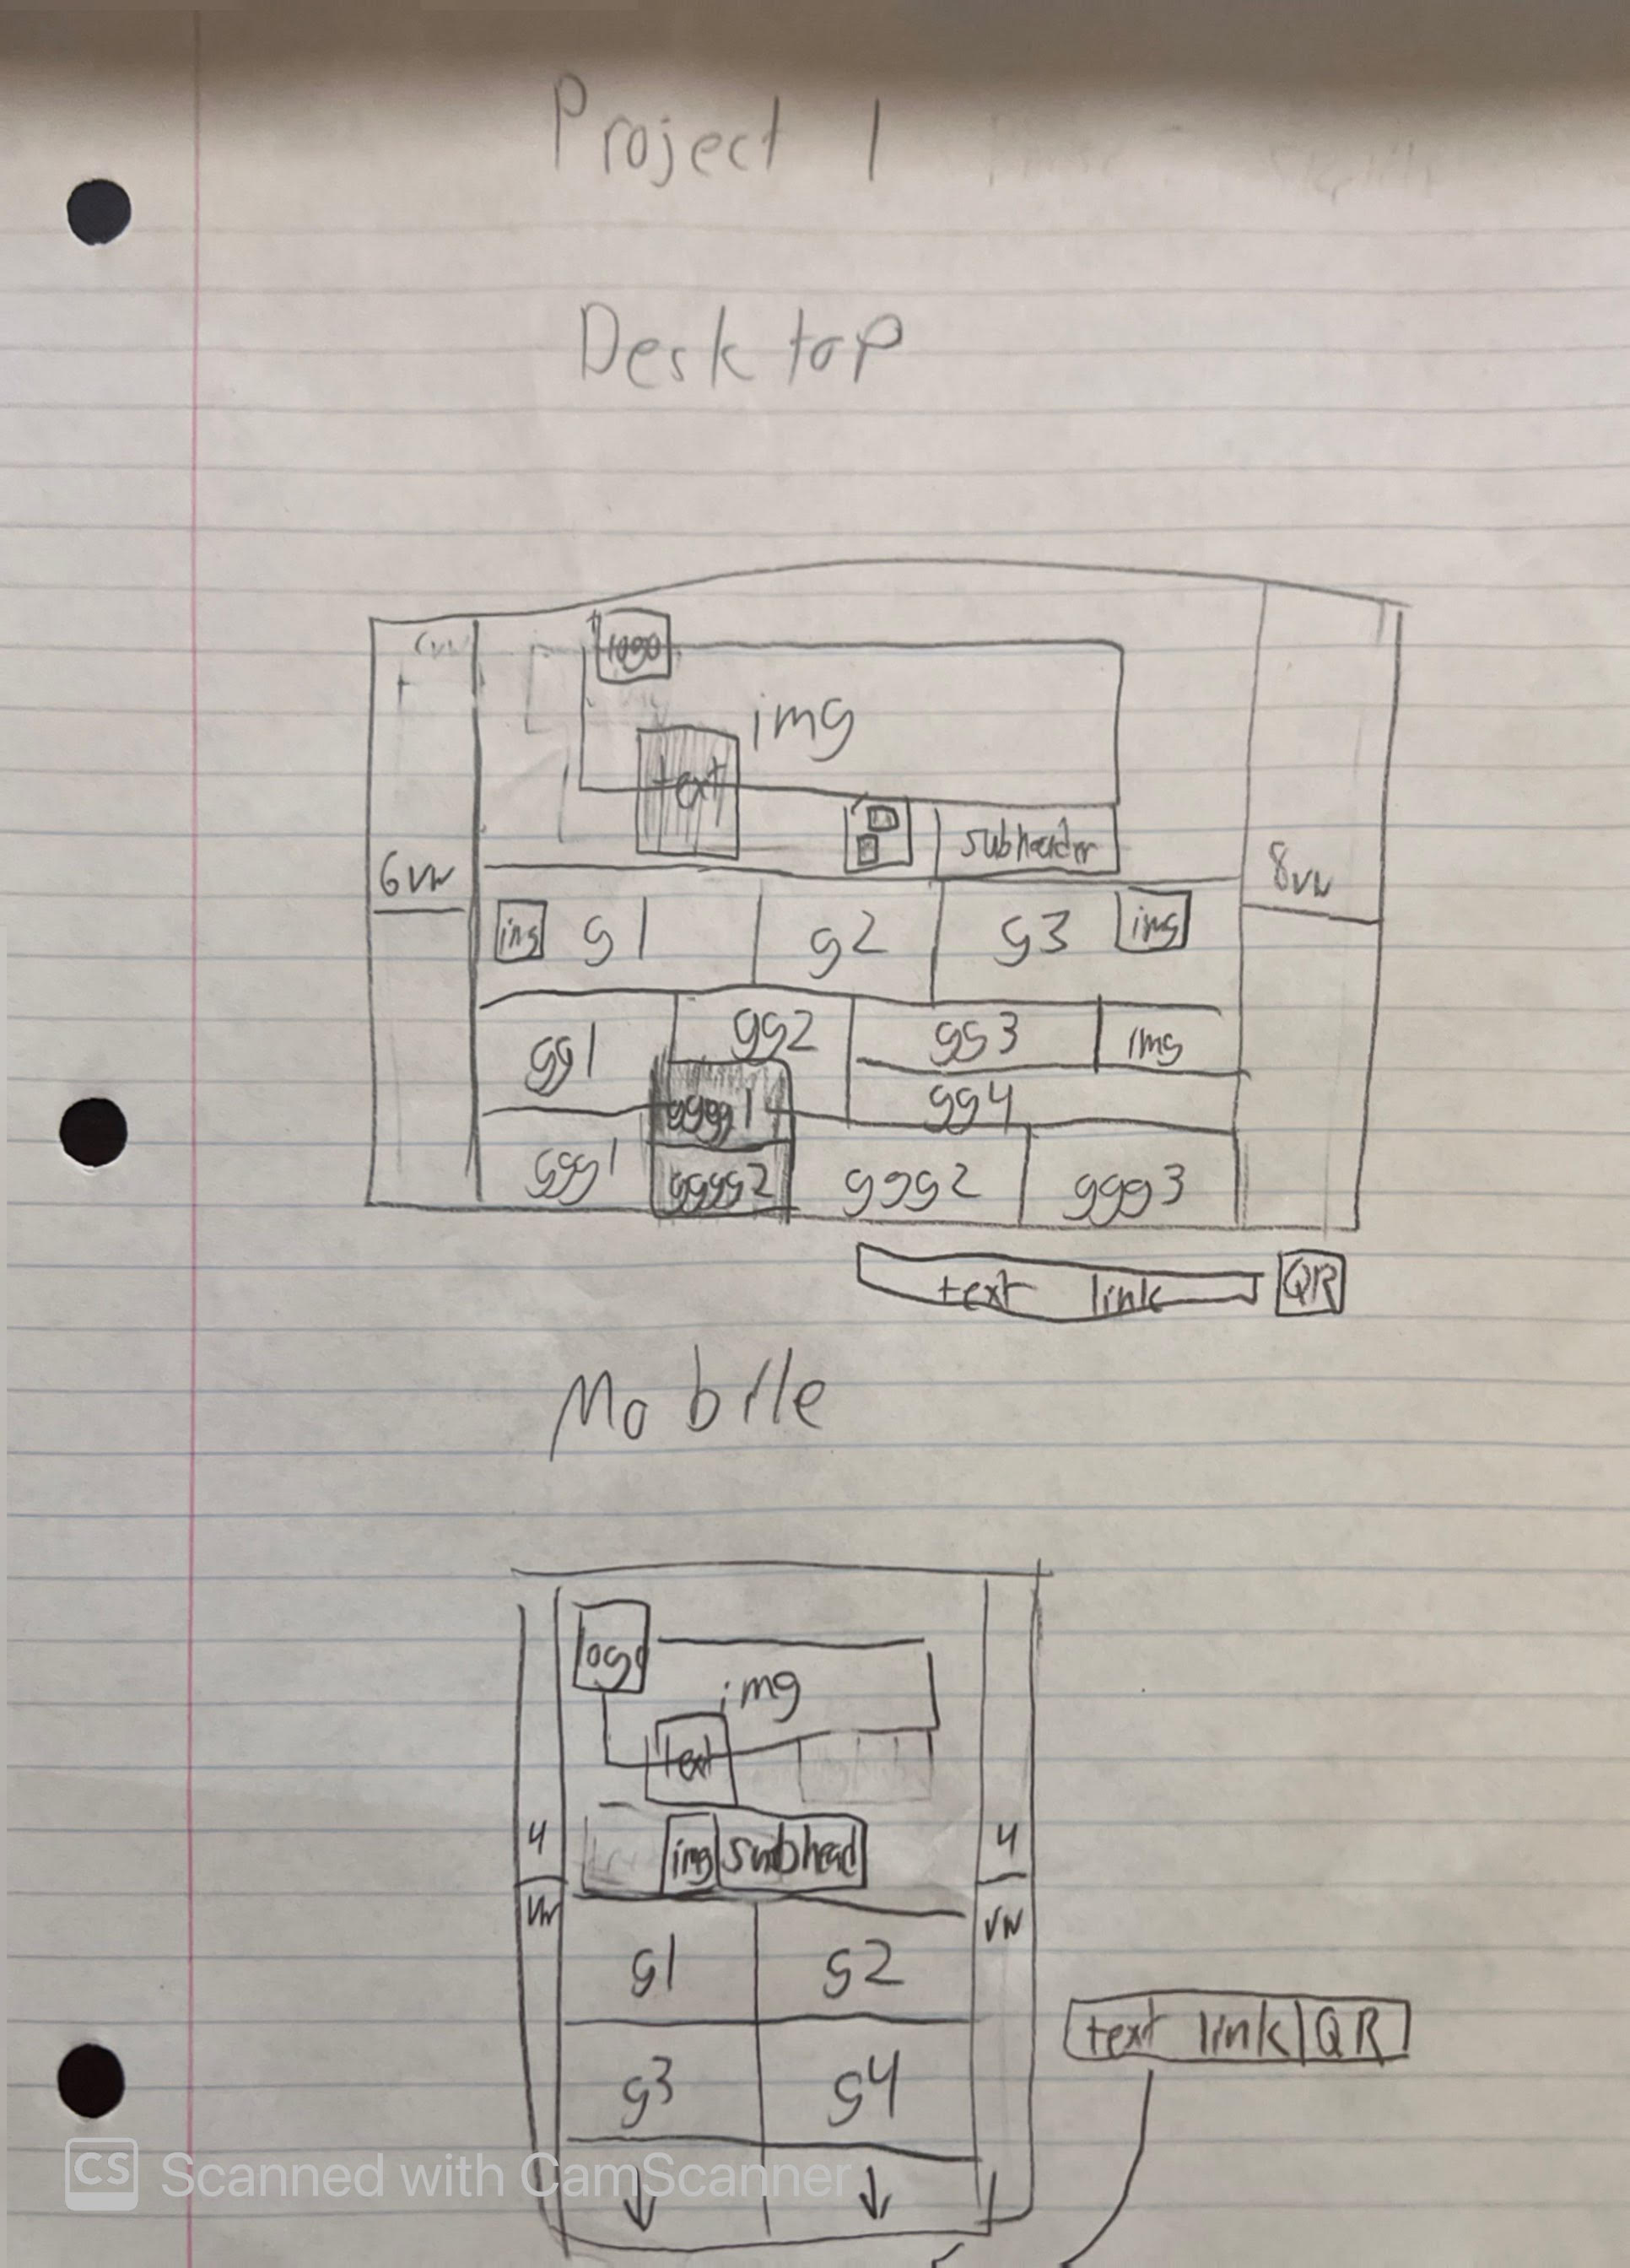 Project 1
Desktop
logo
img
text
subheader
6vw
8vw
img g1 g2 g3 img
gg1 gg2 gg3 img
gg4
gggg1
ggg1 gggg2 ggg2 ggg3
text link QR
Mobile
logo
img
text
img subhead
4 vw
4 vw
g1 g2
g3 g4
text link QR
CS Scanned with CamScanner